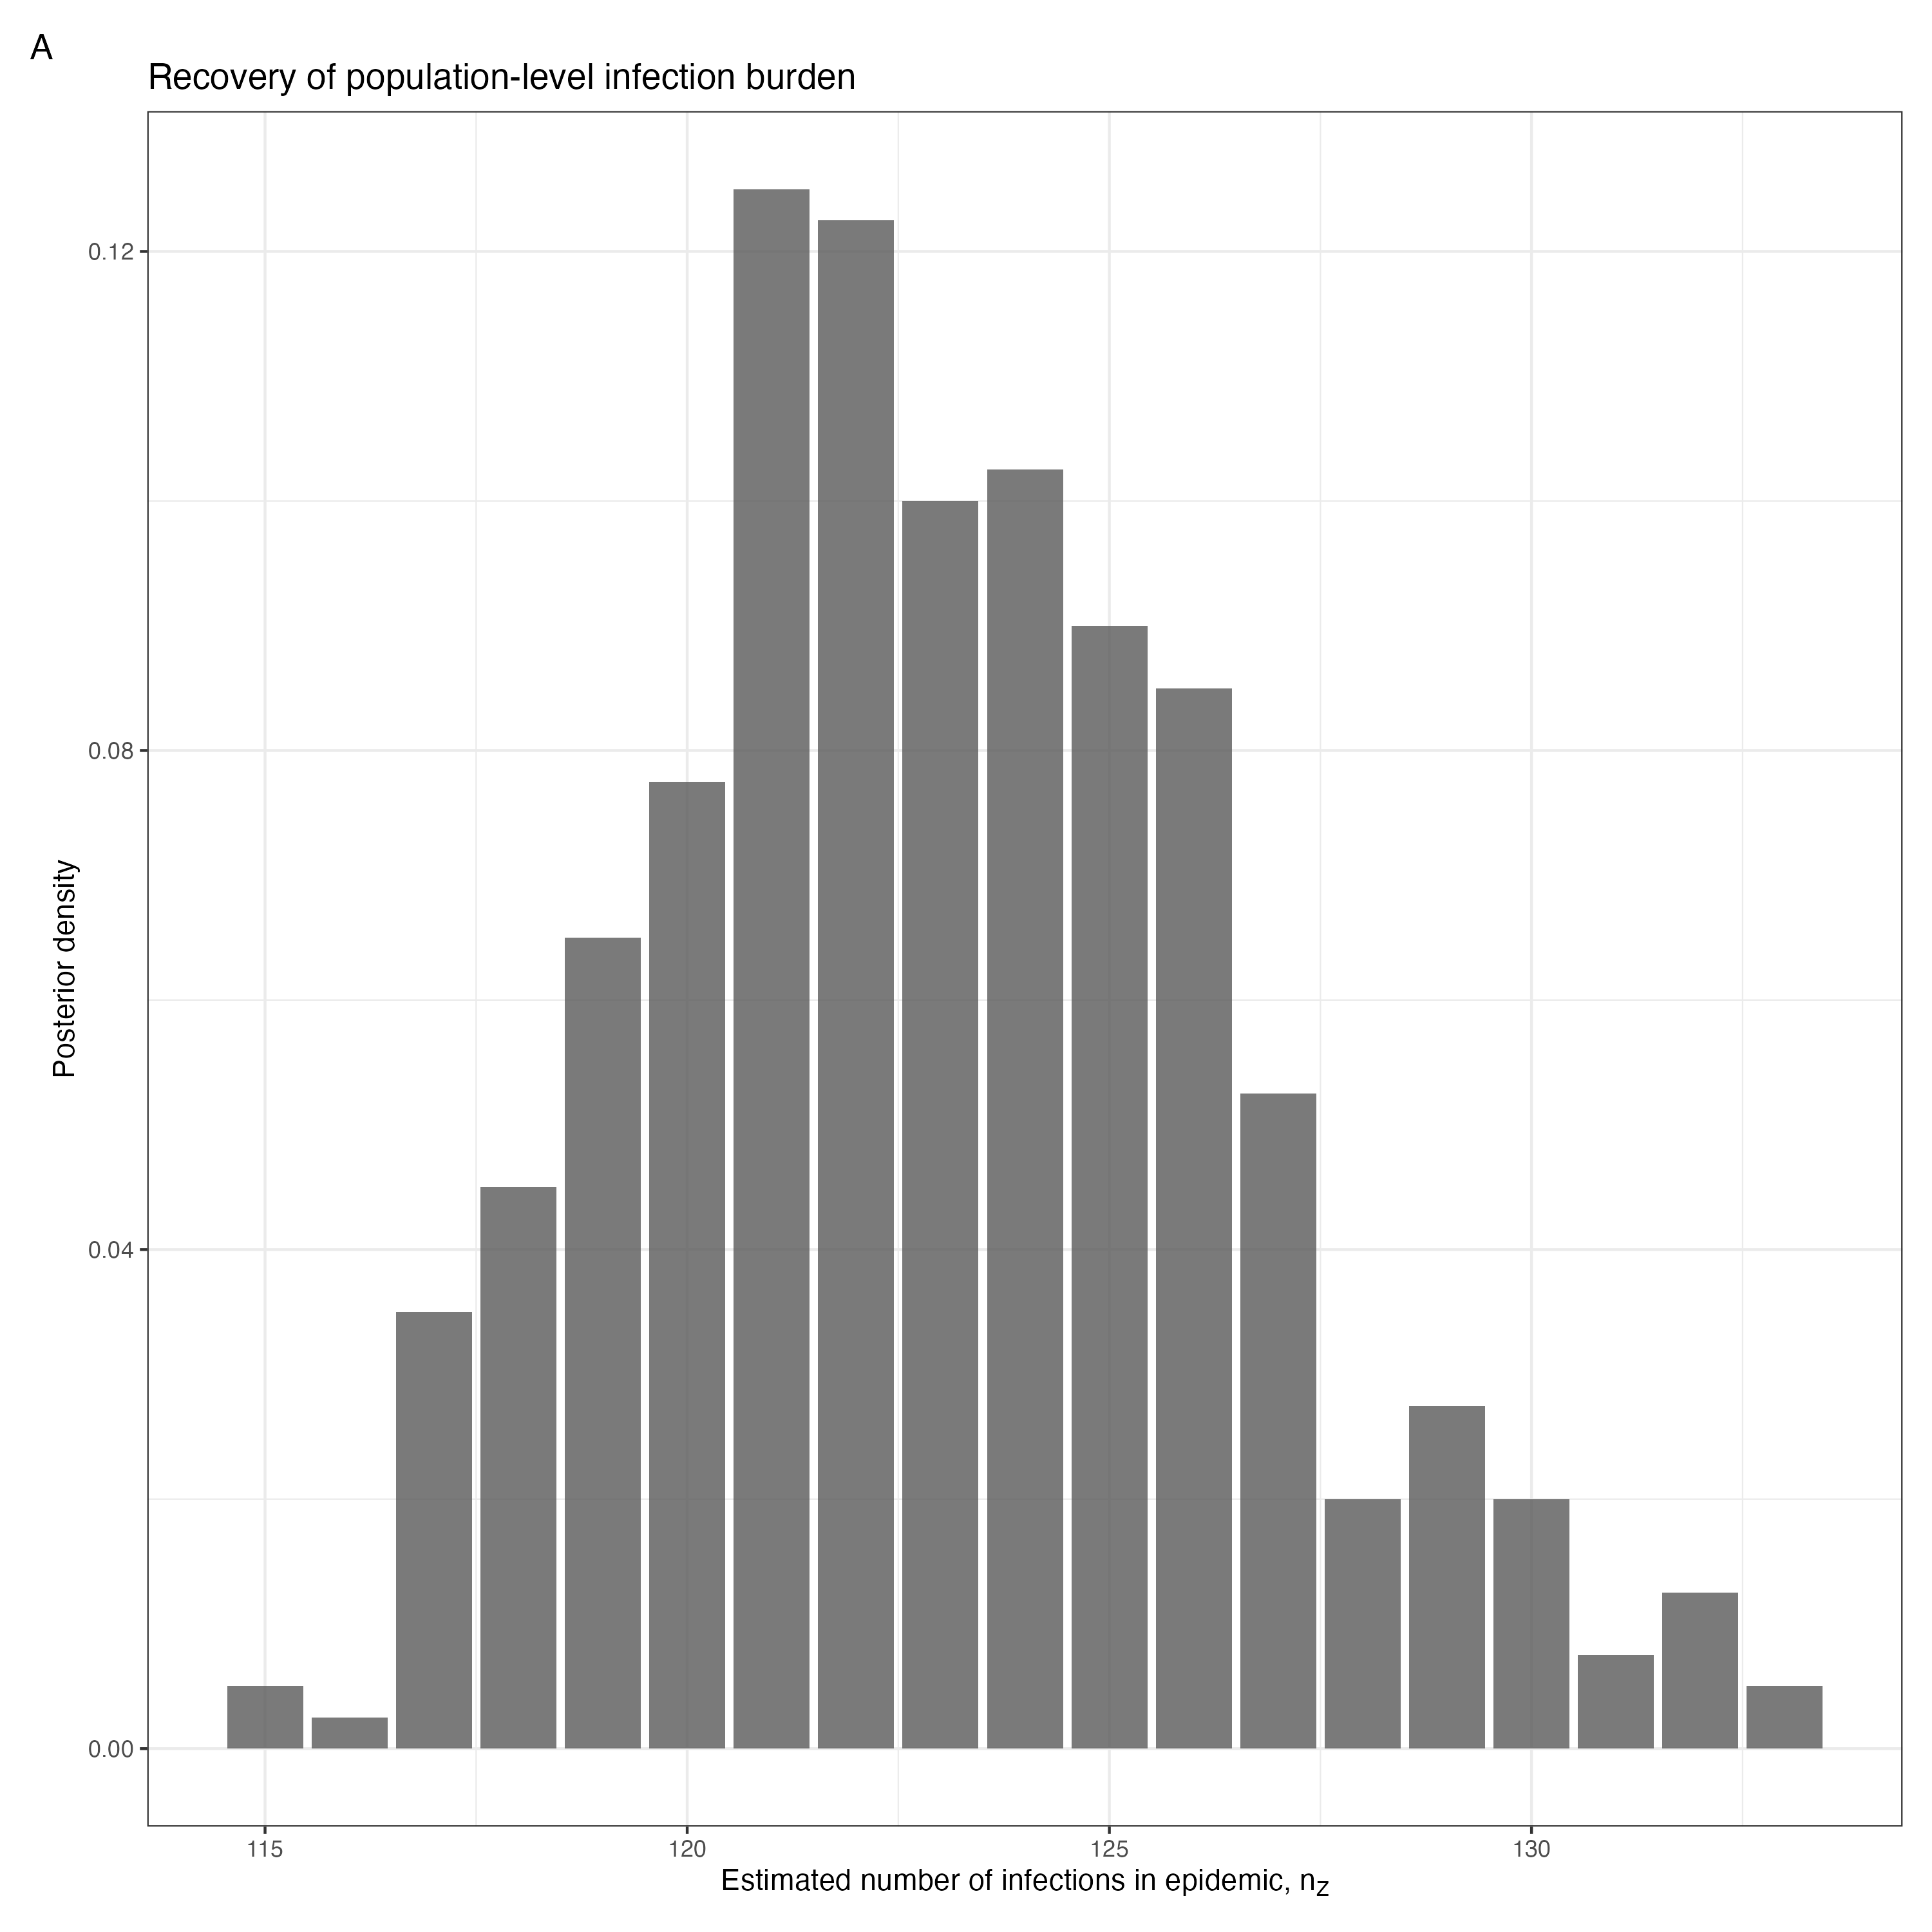 A
Recovery of population-level infection burden
Posterior density
0.12
0.08
0.04
0.00
115 120 125 130
Estimated number of infections in epidemic, nZ